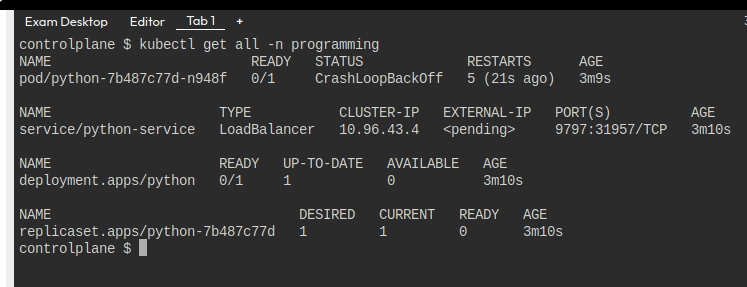 Exam Desktop Editor Tab 1 +
controlplane $ kubectl get all -n programming
NAME READY STATUS RESTARTS AGE
pod/python-7b487c77d-n948f 0/1 CrashLoopBackOff 5 (21s ago) 3m9s
NAME TYPE CLUSTER-IP EXTERNAL-IP PORT(S) AGE
service/python-service LoadBalancer 10.96.43.4 <pending> 9797:31957/TCP 3m10s
NAME READY UP-TO-DATE AVAILABLE AGE
deployment.apps/python 0/1 1 0 3m10s
NAME DESIRED CURRENT READY AGE
replicaset.apps/python-7b487c77d 1 1 0 3m10s
controlplane $